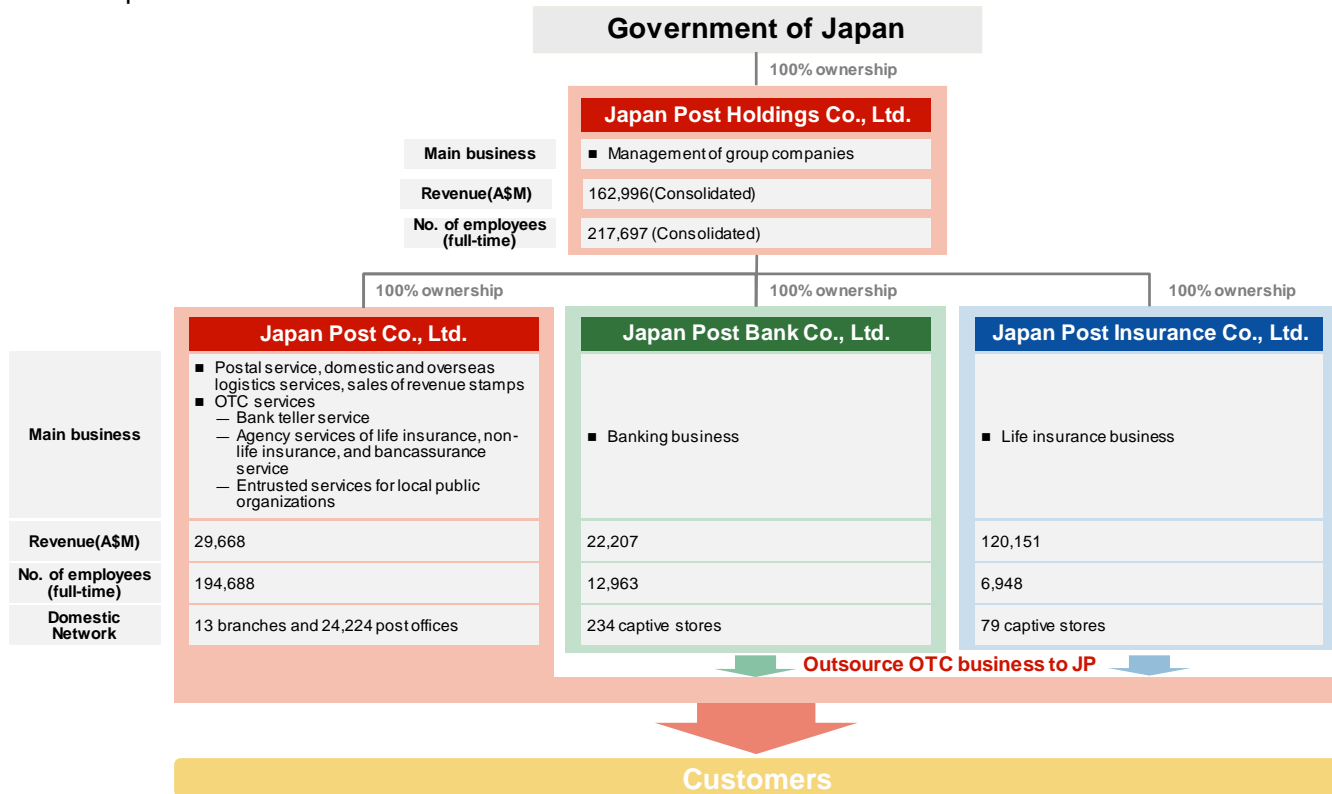 Government of Japan
100% ownership
Japan Post Holdings Co., Ltd.
Main business
■ Management of group companies
Revenue(A$M)
162,996(Consolidated)
No. of employees
(full-time)
217,697 (Consolidated)
100% ownership
100% ownership
100% ownership
Japan Post Co., Ltd.
Japan Post Bank Co., Ltd.
Japan Post Insurance Co., Ltd.
Main business
■ Postal service, domestic and overseas
logistics services, sales of revenue stamps
■ OTC services
— Bank teller service
— Agency services of life insurance, non-
life insurance, and bancassurance
service
— Entrusted services for local public
organizations
■ Banking business
■ Life insurance business
Revenue(A$M)
29,668
22,207
120,151
No. of employees
(full-time)
194,688
12,963
6,948
Domestic
Network
13 branches and 24,224 post offices
234 captive stores
79 captive stores
Outsource OTC business to JP
Customers